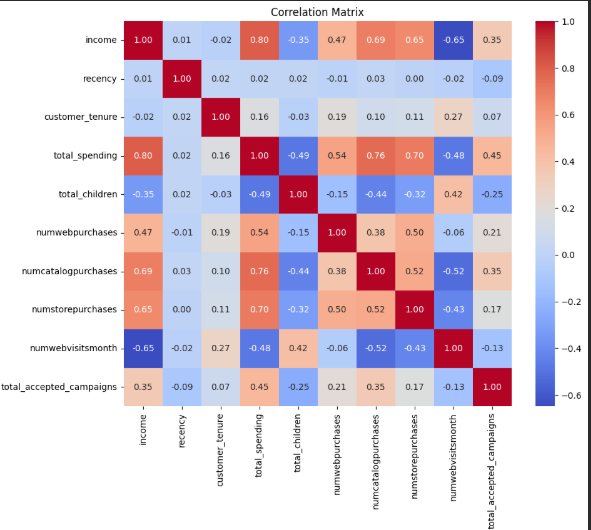 Correlation Matrix
income 1.00 0.01 -0.02 0.80 -0.35 0.47 0.69 0.65 -0.65 0.35
recency 0.01 1.00 0.02 0.02 0.02 -0.01 0.03 0.00 -0.02 -0.09
customer_tenure -0.02 0.02 1.00 0.16 -0.03 0.19 0.10 0.11 0.27 0.07
total_spending 0.80 0.02 0.16 1.00 -0.49 0.54 0.76 0.70 -0.48 0.45
total_children -0.35 0.02 -0.03 -0.49 1.00 -0.15 -0.44 -0.32 0.42 -0.25
numwebpurchases 0.47 -0.01 0.19 0.54 -0.15 1.00 0.38 0.50 -0.06 0.21
numcatalogpurchases 0.69 0.03 0.10 0.76 -0.44 0.38 1.00 0.52 -0.52 0.35
numstorepurchases 0.65 0.00 0.11 0.70 -0.32 0.50 0.52 1.00 -0.43 0.17
numwebvisitsmonth -0.65 -0.02 0.27 -0.48 0.42 -0.06 -0.52 -0.43 1.00 -0.13
total_accepted_campaigns 0.35 -0.09 0.07 0.45 -0.25 0.21 0.35 0.17 -0.13 1.00
income
recency
customer_tenure
total_spending
total_children
numwebpurchases
numcatalogpurchases
numstorepurchases
numwebvisitsmonth
total_accepted_campaigns
1.0
0.8
0.6
0.4
0.2
0.0
−0.2
−0.4
−0.6